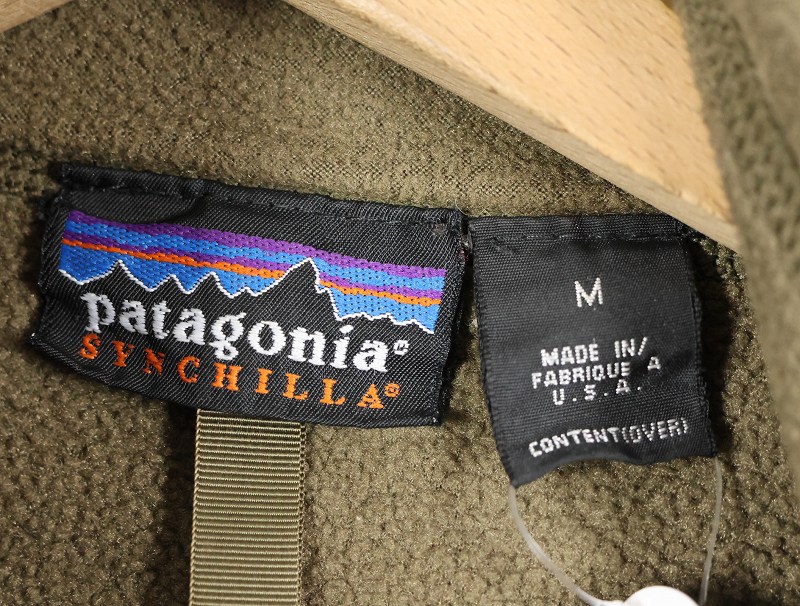 patagonia®
SYNCHILLA®
M
MADE IN/
FABRIQUE A
U.S.A.
CONTENT(OVER)